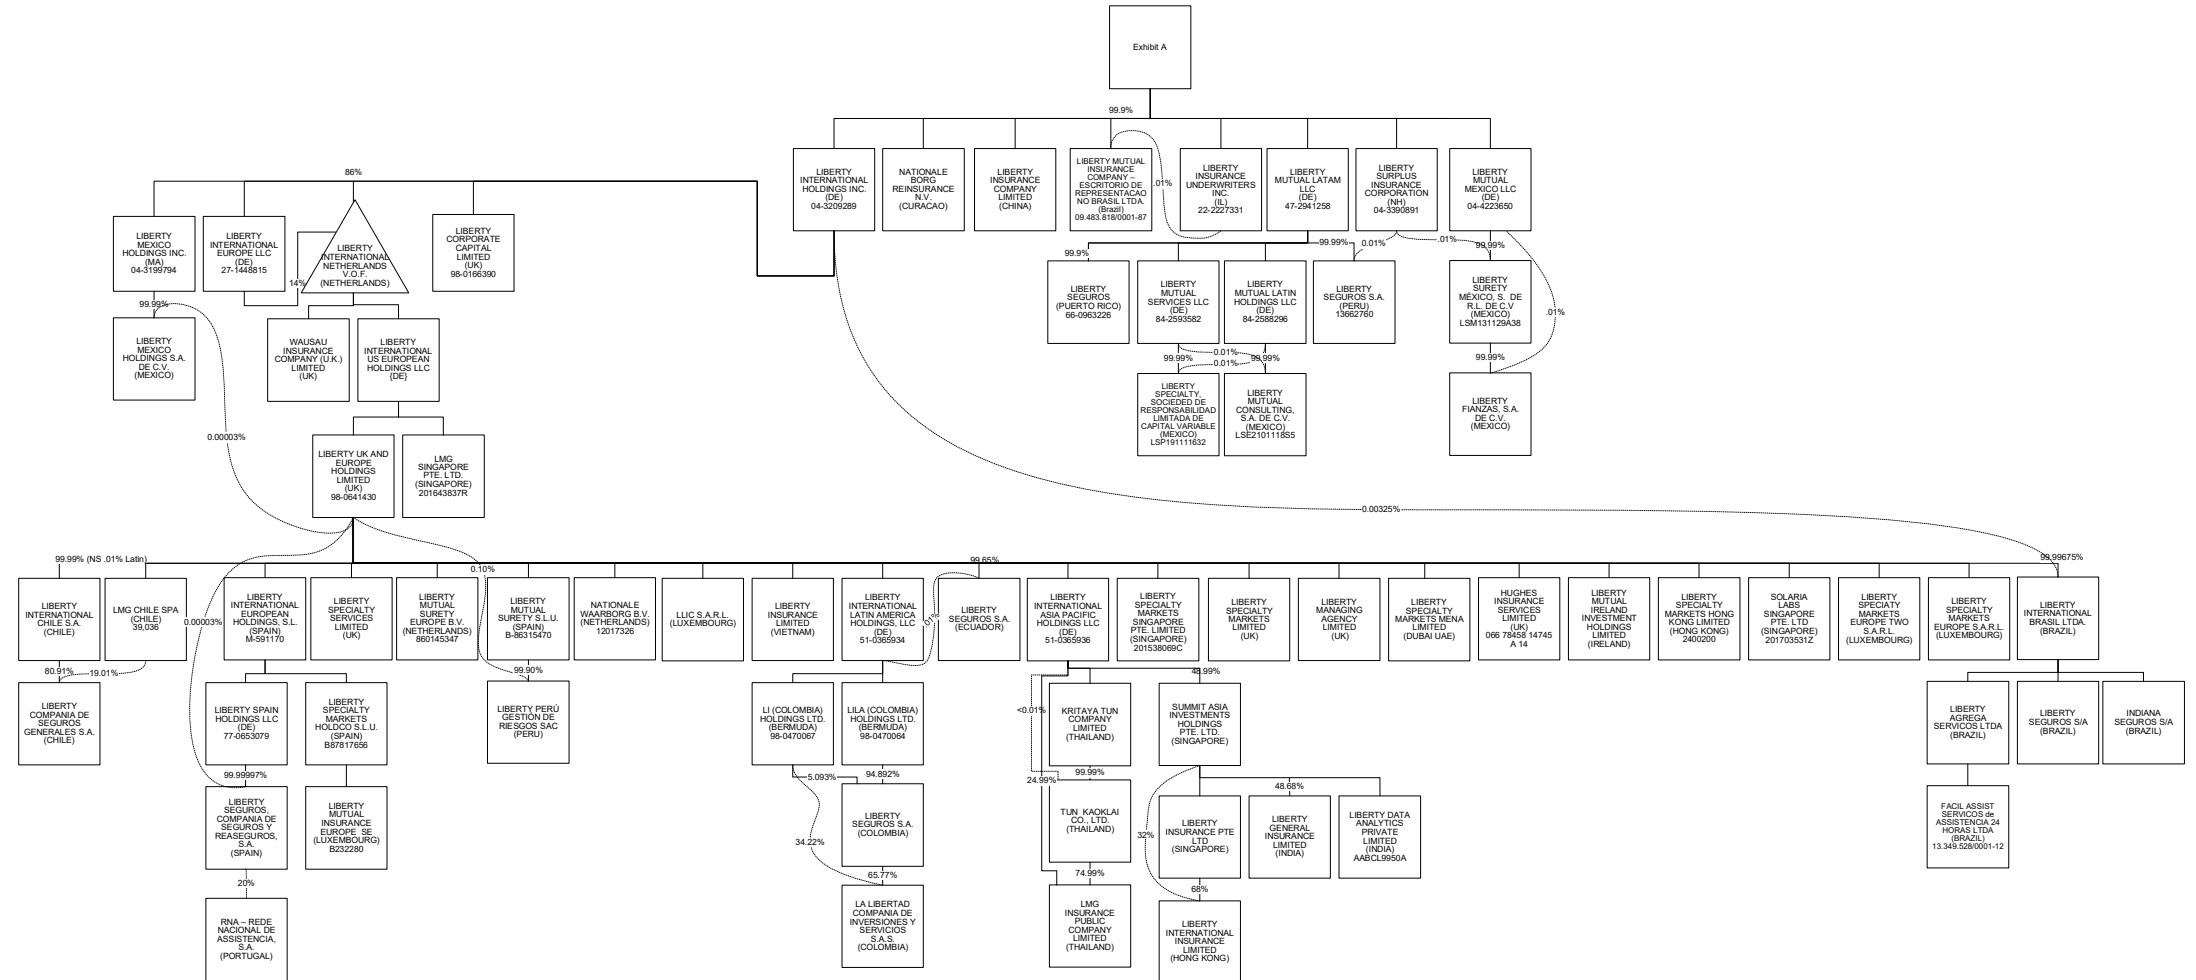 Exhibit A
99.9%
LIBERTY
INTERNATIONAL
HOLDINGS INC.
(DE)
04-3209289
NATIONALE
BORG
REINSURANCE
N.V.
(CURACAO)
LIBERTY
INSURANCE
COMPANY
LIMITED
(CHINA)
LIBERTY MUTUAL
INSURANCE
COMPANY –
ESCRITORIO DE
REPRESENTACAO
NO BRASIL LTDA.
(Brazil)
09.483.818/0001-87
.01%
LIBERTY
INSURANCE
UNDERWRITERS
INC.
(IL)
22-2227331
LIBERTY
MUTUAL LATAM
LLC
(DE)
47-2941258
LIBERTY
SURPLUS
INSURANCE
CORPORATION
(NH)
04-3390891
LIBERTY
MUTUAL
MEXICO LLC
(DE)
04-4223650
86%
LIBERTY
MEXICO
HOLDINGS INC.
(MA)
04-3199794
LIBERTY
INTERNATIONAL
EUROPE LLC
(DE)
27-1448815
14%
LIBERTY
INTERNATIONAL
NETHERLANDS
V.O.F.
(NETHERLANDS)
LIBERTY
CORPORATE
CAPITAL
LIMITED
(UK)
98-0166390
99.9%
99.99%
0.01%
.01%
99.99%
LIBERTY
SEGUROS
(PUERTO RICO)
66-0963226
LIBERTY
MUTUAL
SERVICES LLC
(DE)
84-2593582
LIBERTY
MUTUAL LATIN
HOLDINGS LLC
(DE)
84-2588296
LIBERTY
SEGUROS S.A.
(PERU)
13662760
LIBERTY
SURETY
MÉXICO, S. DE
R.L. DE C.V
(MEXICO)
LSM131129A38
.01%
99.99%
LIBERTY
MEXICO
HOLDINGS S.A.
DE C.V.
(MEXICO)
WAUSAU
INSURANCE
COMPANY (U.K.)
LIMITED
(UK)
LIBERTY
INTERNATIONAL
US EUROPEAN
HOLDINGS LLC
{DE}
0.01%
99.99%
99.99%
0.01%
99.99%
LIBERTY
SPECIALTY,
SOCIEDED DE
RESPONSABILIDAD
LIMITADA DE
CAPITAL VARIABLE
(MEXICO)
LSP191111632
LIBERTY
MUTUAL
CONSULTING,
S.A. DE C.V.
(MEXICO)
LSE2101118S5
LIBERTY
FIANZAS, S.A.
DE C.V.
(MEXICO)
0.00003%
LIBERTY UK AND
EUROPE
HOLDINGS
LIMITED
(UK)
98-0641430
LMG
SINGAPORE
PTE. LTD.
(SINGAPORE)
201643837R
0.00325%
99.99% (NS .01% Latin)
0.10%
99.65%
99.99675%
LIBERTY
INTERNATIONAL
CHILE S.A.
(CHILE)
LMG CHILE SPA
(CHILE)
39,036
0.00003%
LIBERTY
INTERNATIONAL
EUROPEAN
HOLDINGS, S.L.
(SPAIN)
M-591170
LIBERTY
SPECIALTY
SERVICES
LIMITED
(UK)
LIBERTY
MUTUAL
SURETY
EUROPE B.V.
(NETHERLANDS)
860145347
LIBERTY
MUTUAL
SURETY S.L.U.
(SPAIN)
B-86315470
NATIONALE
WAARBORG B.V.
(NETHERLANDS)
12017326
LLIC S.A.R.L.
(LUXEMBOURG)
LIBERTY
INSURANCE
LIMITED
(VIETNAM)
LIBERTY
INTERNATIONAL
LATIN AMERICA
HOLDINGS, LLC
(DE)
51-0365934
LIBERTY
SEGUROS S.A.
(ECUADOR)
LIBERTY
INTERNATIONAL
ASIA PACIFIC
HOLDINGS LLC
(DE)
51-0365936
LIBERTY
SPECIALTY
MARKETS
SINGAPORE
PTE. LIMITED
(SINGAPORE)
201538069C
LIBERTY
SPECIALTY
MARKETS
LIMITED
(UK)
LIBERTY
MANAGING
AGENCY
LIMITED
(UK)
LIBERTY
SPECIALTY
MARKETS MENA
LIMITED
(DUBAI UAE)
HUGHES
INSURANCE
SERVICES
LIMITED
(UK)
066 78458 14745
A 14
LIBERTY
MUTUAL
IRELAND
INVESTMENT
HOLDINGS
LIMITED
(IRELAND)
LIBERTY
SPECIALTY
MARKETS HONG
KONG LIMITED
(HONG KONG)
2400200
SOLARIA
LABS
SINGAPORE
PTE. LTD
(SINGAPORE)
201703531Z
LIBERTY
SPECIATY
MARKETS
EUROPE TWO
S.A.R.L.
(LUXEMBOURG)
LIBERTY
SPECIALTY
MARKETS
EUROPE S.A.R.L.
(LUXEMBOURG)
LIBERTY
INTERNATIONAL
BRASIL LTDA.
(BRAZIL)
80.91%
19.01%
99.90%
48.99%
LIBERTY
COMPANIA DE
SEGUROS
GENERALES S.A.
(CHILE)
LIBERTY SPAIN
HOLDINGS LLC
(DE)
77-0653079
LIBERTY
SPECIALTY
MARKETS
HOLDCO S.L.U.
(SPAIN)
B87817656
LIBERTY PERÚ
GESTIÓN DE
RIESGOS SAC
(PERU)
LI (COLOMBIA)
HOLDINGS LTD.
(BERMUDA)
98-0470067
LILA (COLOMBIA)
HOLDINGS LTD.
(BERMUDA)
98-0470064
<0.01%
KRITAYA TUN
COMPANY
LIMITED
(THAILAND)
SUMMIT ASIA
INVESTMENTS
HOLDINGS
PTE. LTD.
(SINGAPORE)
LIBERTY
AGREGA
SERVICOS LTDA
(BRAZIL)
LIBERTY
SEGUROS S/A
(BRAZIL)
INDIANA
SEGUROS S/A
(BRAZIL)
99.99997%
5.093%
94.892%
24.99%
99.99%
48.68%
LIBERTY
SEGUROS,
COMPANIA DE
SEGUROS Y
REASEGUROS,
S.A.
(SPAIN)
LIBERTY
MUTUAL
INSURANCE
EUROPE SE
(LUXEMBOURG)
B232280
34.22%
LIBERTY
SEGUROS S.A.
(COLOMBIA)
TUN KAOKLAI
CO., LTD.
(THAILAND)
32%
LIBERTY
INSURANCE PTE
LTD
(SINGAPORE)
LIBERTY
GENERAL
INSURANCE
LIMITED
(INDIA)
LIBERTY DATA
ANALYTICS
PRIVATE
LIMITED
(INDIA)
AABCL9950A
FACIL ASSIST
SERVICOS de
ASSISTENCIA 24
HORAS LTDA
(BRAZIL)
13.349.528/0001-12
20%
65.77%
74.99%
68%
RNA – REDE
NACIONAL DE
ASSISTENCIA,
S.A.
(PORTUGAL)
LA LIBERTAD
COMPANIA DE
INVERSIONES Y
SERVICIOS
S.A.S.
(COLOMBIA)
LMG
INSURANCE
PUBLIC
COMPANY
LIMITED
(THAILAND)
LIBERTY
INTERNATIONAL
INSURANCE
LIMITED
(HONG KONG)